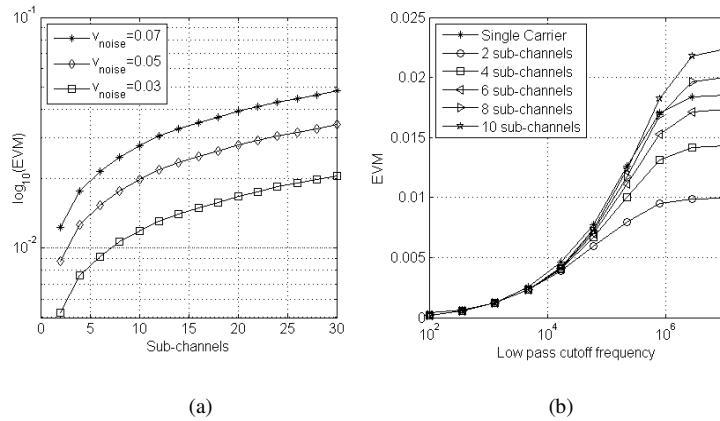 10^-1
10^-2
log10(EVM)
v_noise=0.07
v_noise=0.05
v_noise=0.03
0 5 10 15 20 25 30
Sub-channels
(a)
0.025
0.02
0.015
0.01
0.005
0
EVM
Single Carrier
2 sub-channels
4 sub-channels
6 sub-channels
8 sub-channels
10 sub-channels
10^2 10^4 10^6
Low pass cutoff frequency
(b)